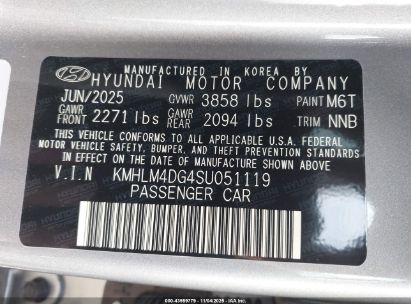 MANUFACTURED IN KOREA BY
HYUNDAI MOTOR COMPANY
JUN/2025 GVWR 3858 lbs PAINT M6T
GAWR FRONT 2271 lbs GAWR REAR 2094 lbs TRIM NNB
THIS VEHICLE CONFORMS TO ALL APPLICABLE U.S.A. FEDERAL
MOTOR VEHICLE SAFETY, BUMPER, AND THEFT PREVENTION STANDARDS
IN EFFECT ON THE DATE OF MANUFACTURE SHOWN ABOVE.
V.I.N KMHLM4DG4SU051119
PASSENGER CAR